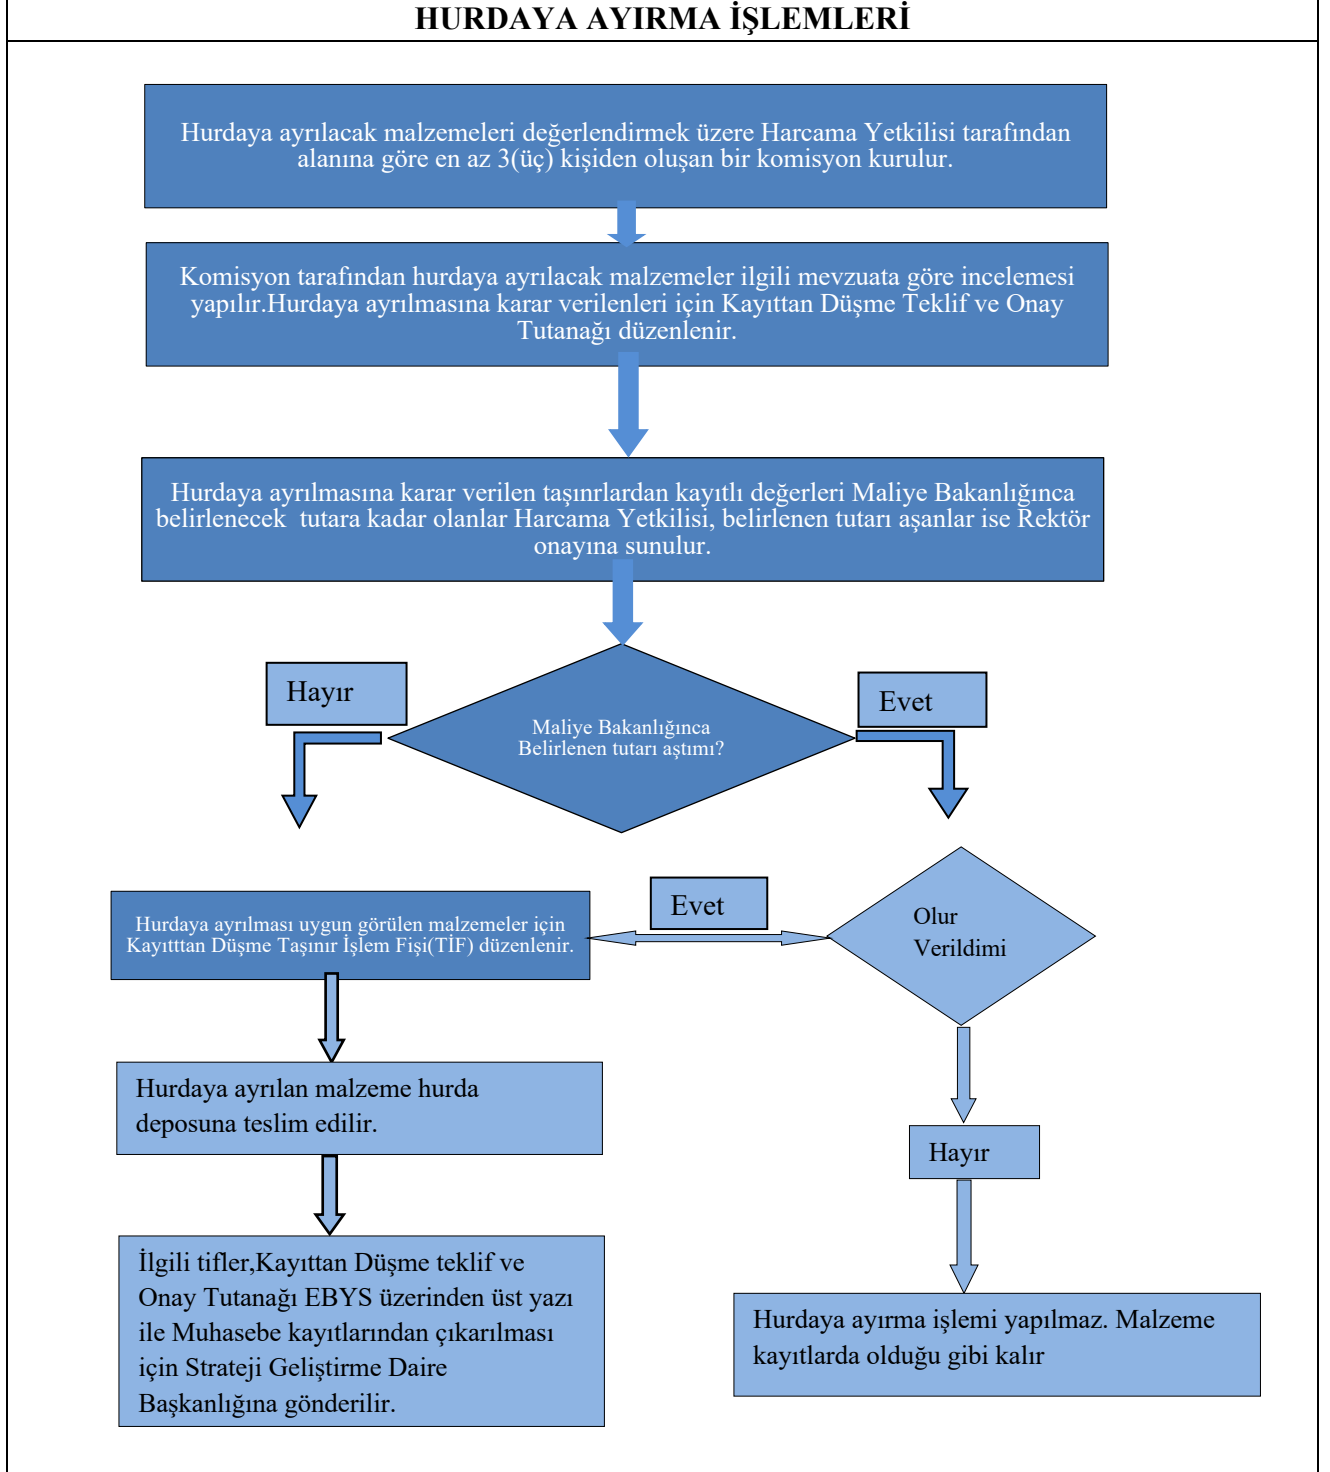 HURDAYA AYIRMA İŞLEMLERİ
Hurdaya ayrılacak malzemeleri değerlendirmek üzere Harcama Yetkilisi tarafından
alanına göre en az 3(üç) kişiden oluşan bir komisyon kurulur.
Komisyon tarafından hurdaya ayrılacak malzemeler ilgili mevzuata göre incelemesi
yapılır.Hurdaya ayrılmasına karar verilenleri için Kayıttan Düşme Teklif ve Onay
Tutanağı düzenlenir.
Hurdaya ayrılmasına karar verilen taşınrlardan kayıtlı değerleri Maliye Bakanlığınca
belirlenecek  tutara kadar olanlar Harcama Yetkilisi, belirlenen tutarı aşanlar ise Rektör
onayına sunulur.
Hayır
Evet
Maliye Bakanlığınca
Belirlenen tutarı aştımı?
Evet
Olur
Verildimi
Hurdaya ayrılması uygun görülen malzemeler için
Kayıtttan Düşme Taşınır İşlem Fişi(TİF) düzenlenir.
Hurdaya ayrılan malzeme hurda
deposuna teslim edilir.
Hayır
İlgili tifler,Kayıttan Düşme teklif ve
Onay Tutanağı EBYS üzerinden üst yazı
ile Muhasebe kayıtlarından çıkarılması
için Strateji Geliştirme Daire
Başkanlığına gönderilir.
Hurdaya ayırma işlemi yapılmaz. Malzeme
kayıtlarda olduğu gibi kalır